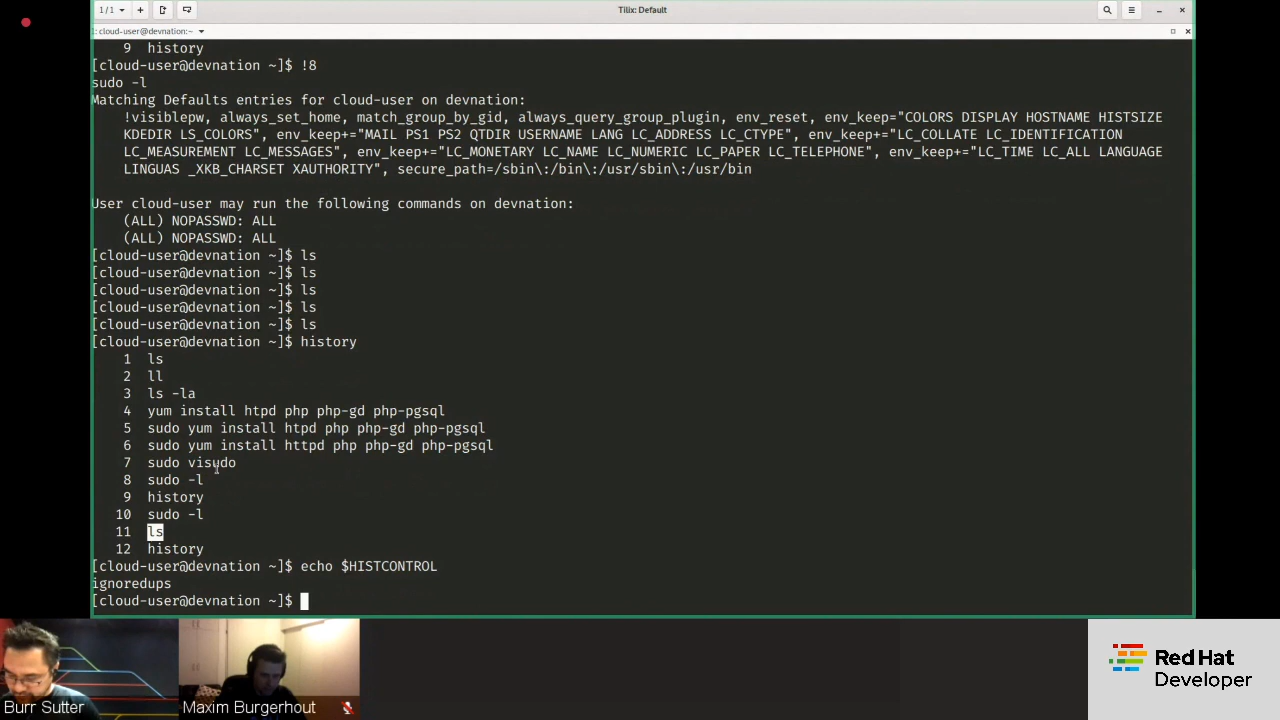 1/1
Tilix: Default
: cloud-user@devnation:~
9 history
[cloud-user@devnation ~]$ !8
sudo -l
Matching Defaults entries for cloud-user on devnation:
!visiblepw, always_set_home, match_group_by_gid, always_query_group_plugin, env_reset, env_keep="COLORS DISPLAY HOSTNAME HISTSIZE
KDEDIR LS_COLORS", env_keep+="MAIL PS1 PS2 QTDIR USERNAME LANG LC_ADDRESS LC_CTYPE", env_keep+="LC_COLLATE LC_IDENTIFICATION
LC_MEASUREMENT LC_MESSAGES", env_keep+="LC_MONETARY LC_NAME LC_NUMERIC LC_PAPER LC_TELEPHONE", env_keep+="LC_TIME LC_ALL LANGUAGE
LINGUAS _XKB_CHARSET XAUTHORITY", secure_path=/sbin\:/bin\:/usr/sbin\:/usr/bin
User cloud-user may run the following commands on devnation:
(ALL) NOPASSWD: ALL
(ALL) NOPASSWD: ALL
[cloud-user@devnation ~]$ ls
[cloud-user@devnation ~]$ ls
[cloud-user@devnation ~]$ ls
[cloud-user@devnation ~]$ ls
[cloud-user@devnation ~]$ ls
[cloud-user@devnation ~]$ history
1 ls
2 ll
3 ls -la
4 yum install htpd php php-gd php-pgsql
5 sudo yum install htpd php php-gd php-pgsql
6 sudo yum install httpd php php-gd php-pgsql
7 sudo visudo
8 sudo -l
9 history
10 sudo -l
11 ls
12 history
[cloud-user@devnation ~]$ echo $HISTCONTROL
ignoredups
[cloud-user@devnation ~]$
Burr Sutter
Maxim Burgerhout
Red Hat
Developer